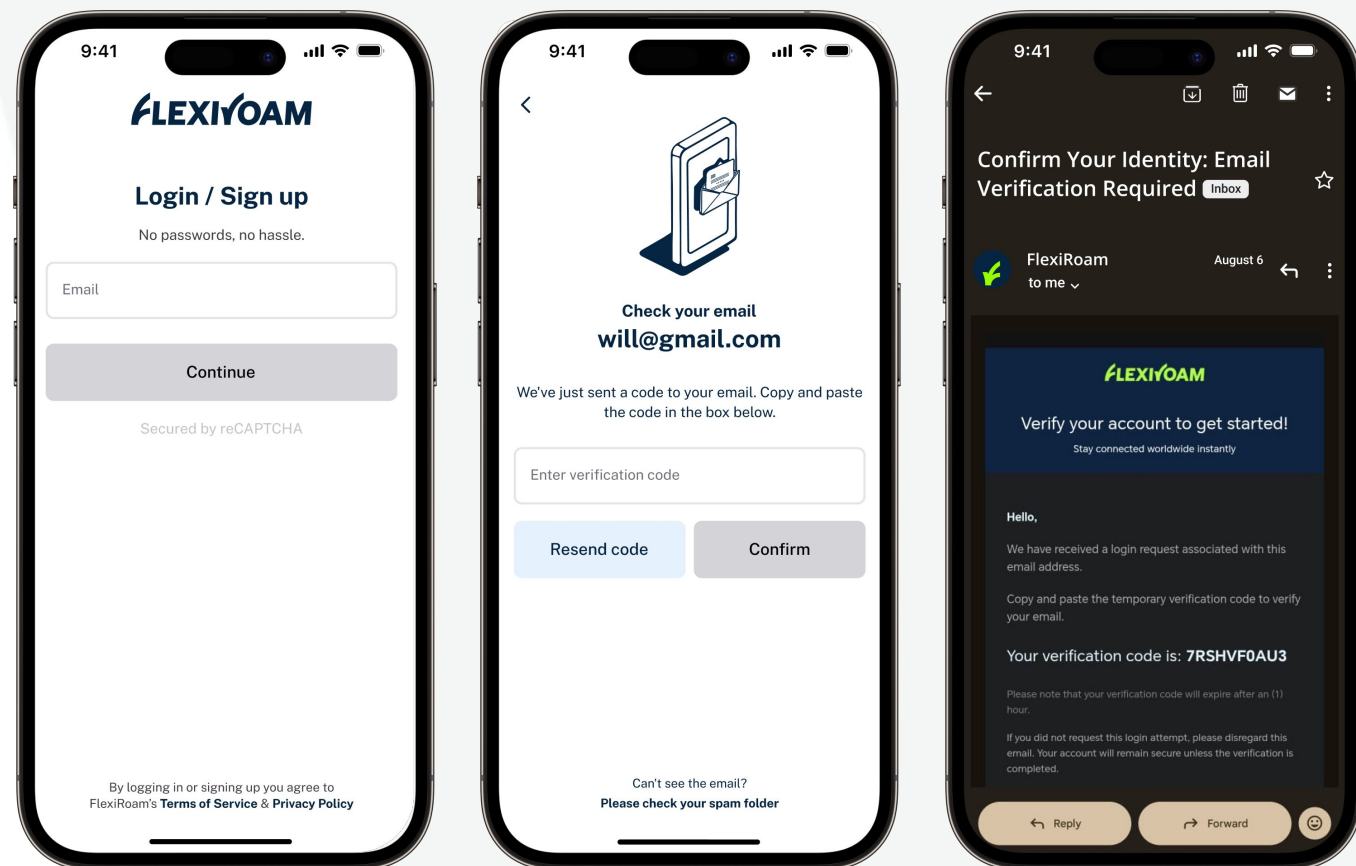 9:41
FLEXIROAM
Login / Sign up
No passwords, no hassle.
Email
Continue
Secured by reCAPTCHA
By logging in or signing up you agree to
FlexiRoam's Terms of Service & Privacy Policy
9:41
Check your email
will@gmail.com
We've just sent a code to your email. Copy and paste
the code in the box below.
Enter verification code
Resend code
Confirm
Can't see the email?
Please check your spam folder
9:41
Confirm Your Identity: Email
Verification Required Inbox
FlexiRoam
August 6
to me
FLEXIROAM
Verify your account to get started!
Stay connected worldwide instantly
Hello,
We have received a login request associated with this
email address.
Copy and paste the temporary verification code to verify
your email.
Your verification code is: 7RSHVF0AU3
Please note that your verification code will expire after an (1)
hour.
If you did not request this login attempt, please disregard this
email. Your account will remain secure unless the verification is
completed.
Reply
Forward